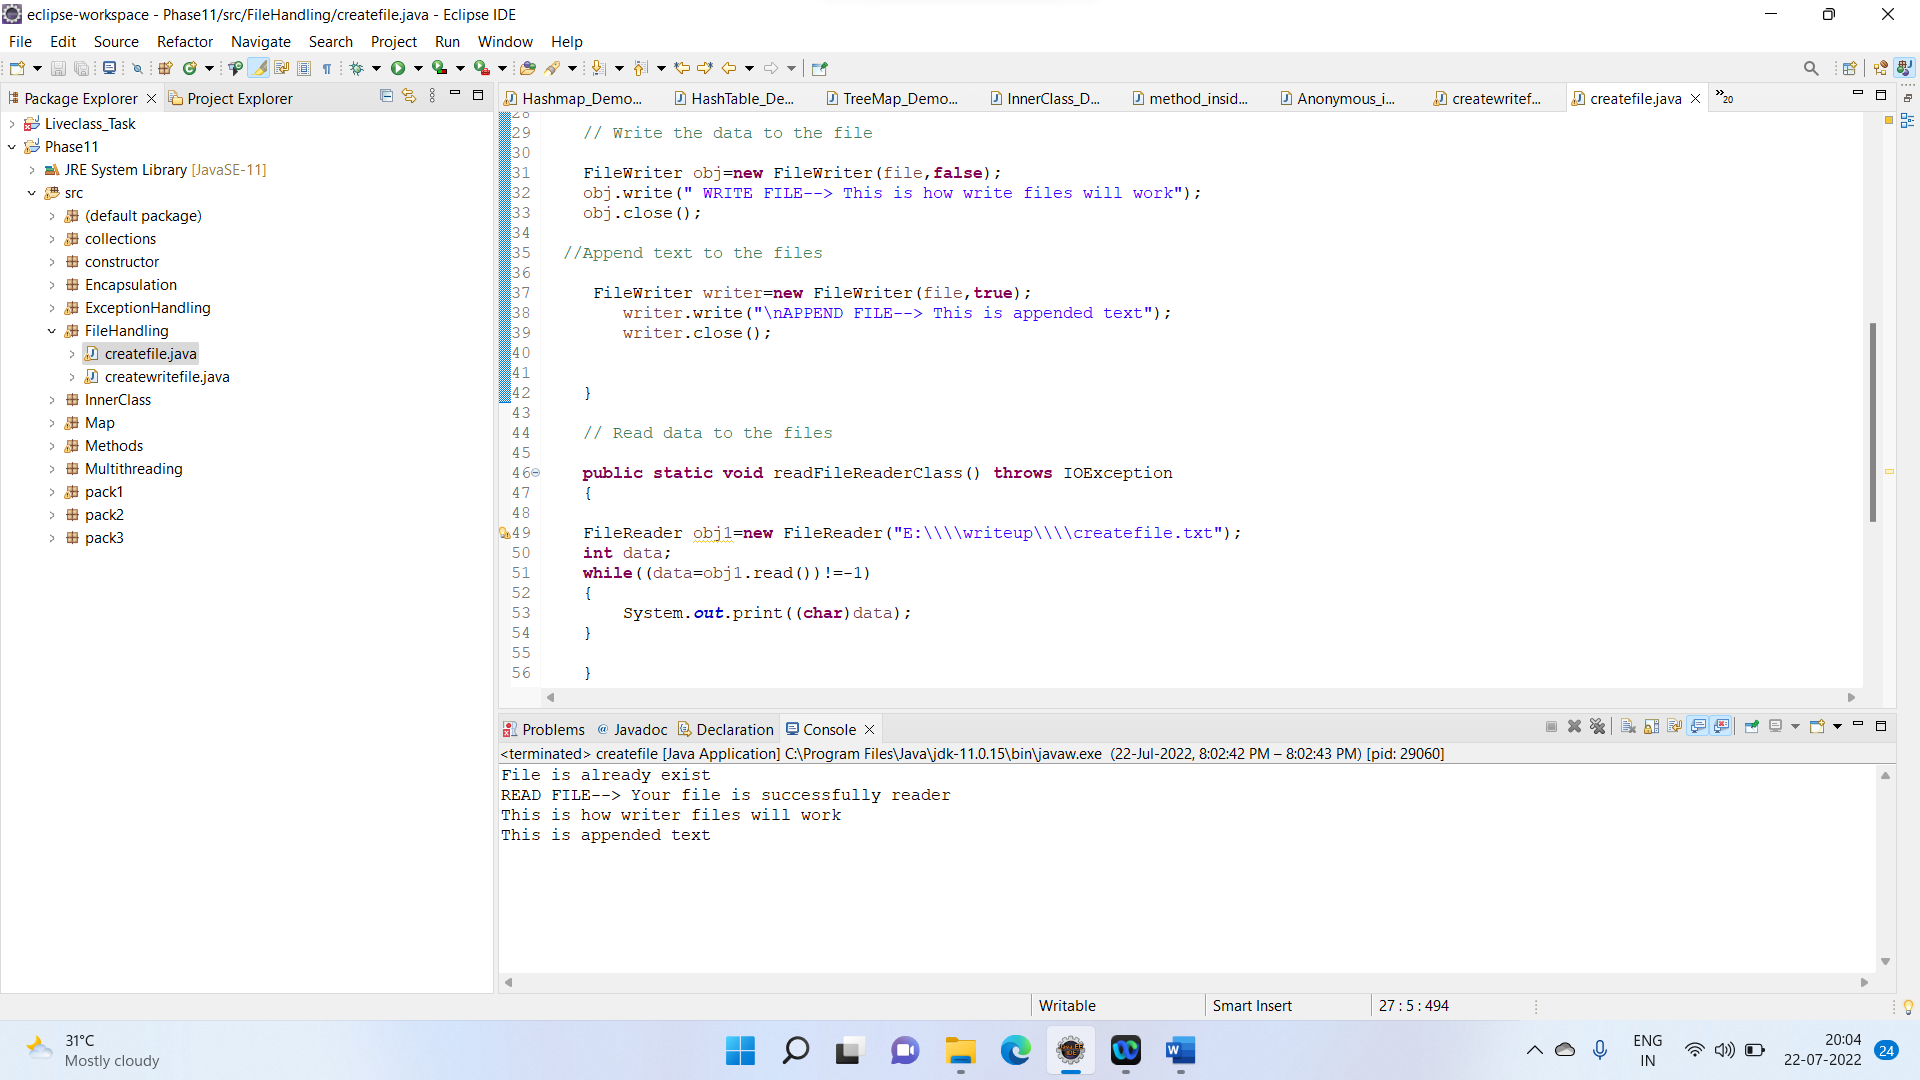 eclipse-workspace - Phase11/src/FileHandling/createfile.java - Eclipse IDE
File Edit Source Refactor Navigate Search Project Run Window Help
Package Explorer Project Explorer
Liveclass_Task
Phase11
JRE System Library [JavaSE-11]
src
(default package)
collections
constructor
Encapsulation
ExceptionHandling
FileHandling
createfile.java
createwritefile.java
InnerClass
Map
Methods
Multithreading
pack1
pack2
pack3
Hashmap_Demo... HashTable_De... TreeMap_Demo... InnerClass_D... method_insid... Anonymous_i... createwritef... createfile.java »20
28
29 // Write the data to the file
30
31 FileWriter obj=new FileWriter(file,false);
32 obj.write(" WRITE FILE--> This is how write files will work");
33 obj.close();
34
35 //Append text to the files
36
37 FileWriter writer=new FileWriter(file,true);
38 writer.write("\nAPPEND FILE--> This is appended text");
39 writer.close();
40
41
42 }
43
44 // Read data to the files
45
46 public static void readFileReaderClass() throws IOException
47 {
48
49 FileReader obj1=new FileReader("E:\\\\writeup\\\\createfile.txt");
50 int data;
51 while((data=obj1.read())!=-1)
52 {
53 System.out.print((char)data);
54 }
55
56 }
Problems @ Javadoc Declaration Console
<terminated> createfile [Java Application] C:\Program Files\Java\jdk-11.0.15\bin\javaw.exe (22-Jul-2022, 8:02:42 PM – 8:02:43 PM) [pid: 29060]
File is already exist
READ FILE--> Your file is successfully reader
This is how writer files will work
This is appended text
Writable Smart Insert 27 : 5 : 494
31°C
Mostly cloudy
ENG
IN
20:04
22-07-2022
24